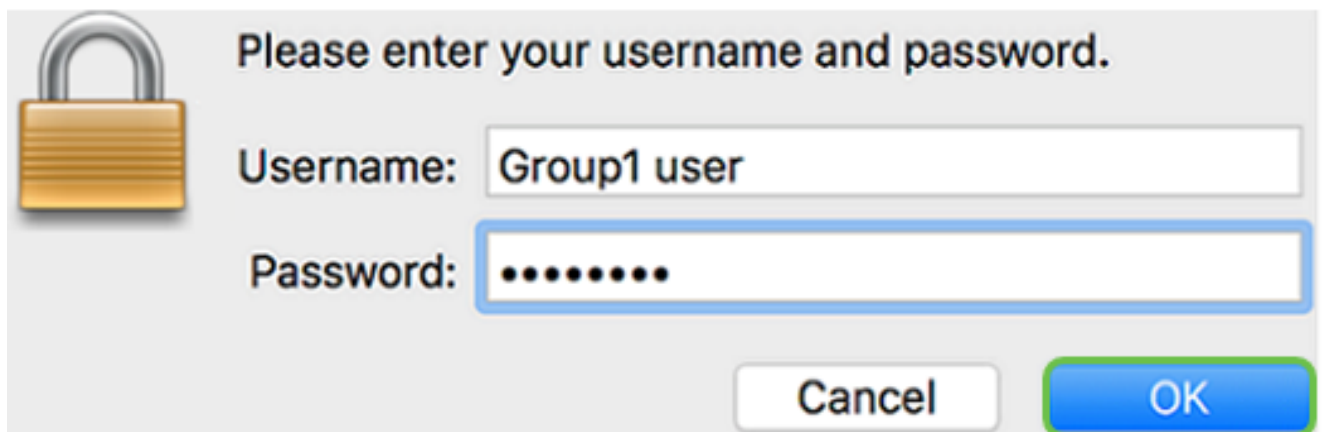 Please enter your username and password.
Username: Group1 user
Password: ••••••••
Cancel OK